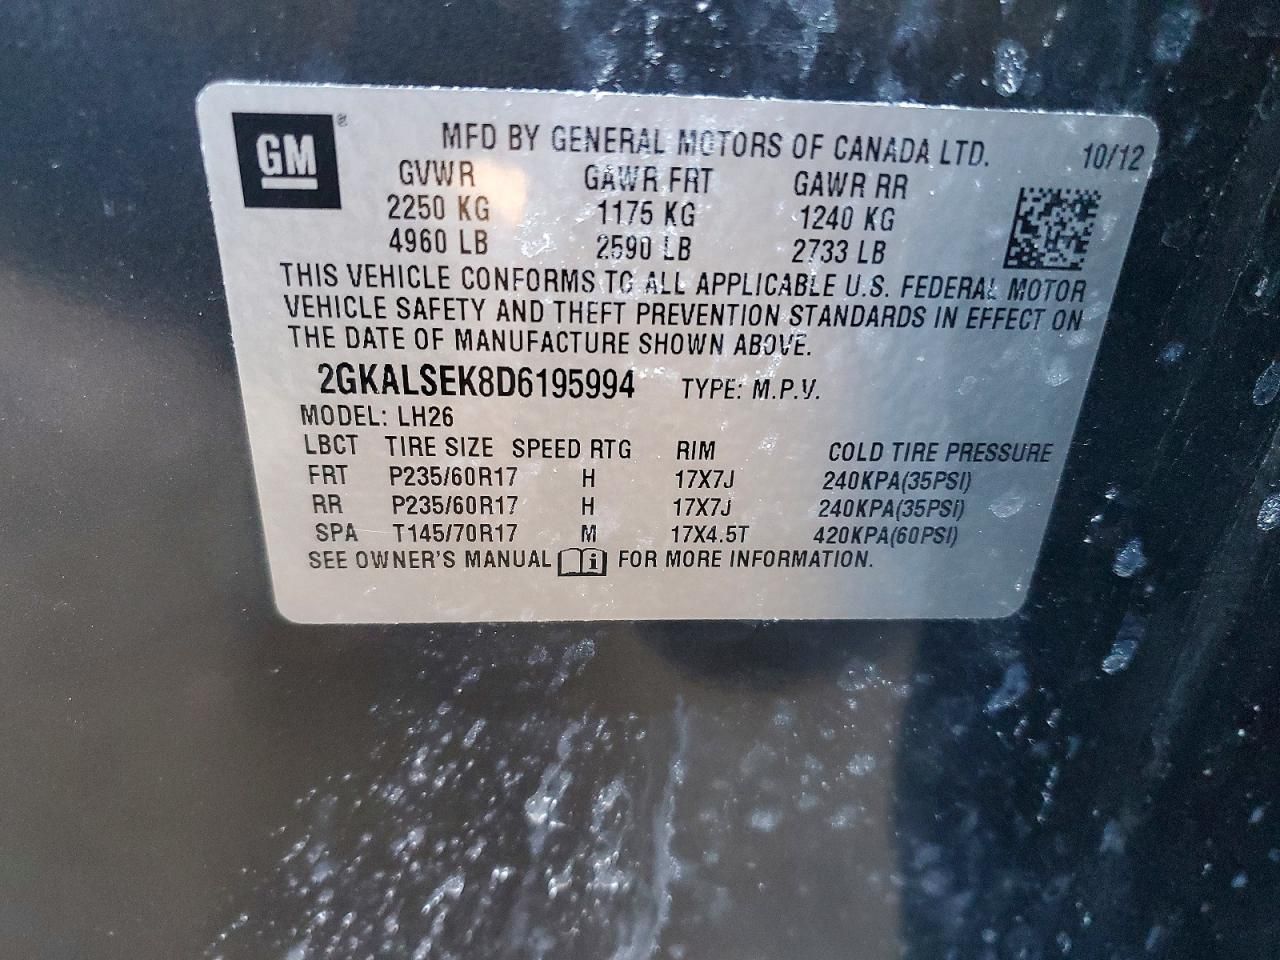 GM ®
MFD BY GENERAL MOTORS OF CANADA LTD. 10/12
GVWR GAWR FRT GAWR RR
2250 KG 1175 KG 1240 KG
4960 LB 2590 LB 2733 LB
THIS VEHICLE CONFORMS TO ALL APPLICABLE U.S. FEDERAL MOTOR
VEHICLE SAFETY AND THEFT PREVENTION STANDARDS IN EFFECT ON
THE DATE OF MANUFACTURE SHOWN ABOVE.
2GKALSEK8D6195994 TYPE: M.P.V.
MODEL: LH26
LBCT TIRE SIZE SPEED RTG RIM COLD TIRE PRESSURE
FRT P235/60R17 H 17X7J 240KPA(35PSI)
RR P235/60R17 H 17X7J 240KPA(35PSI)
SPA T145/70R17 M 17X4.5T 420KPA(60PSI)
SEE OWNER'S MANUAL i FOR MORE INFORMATION.